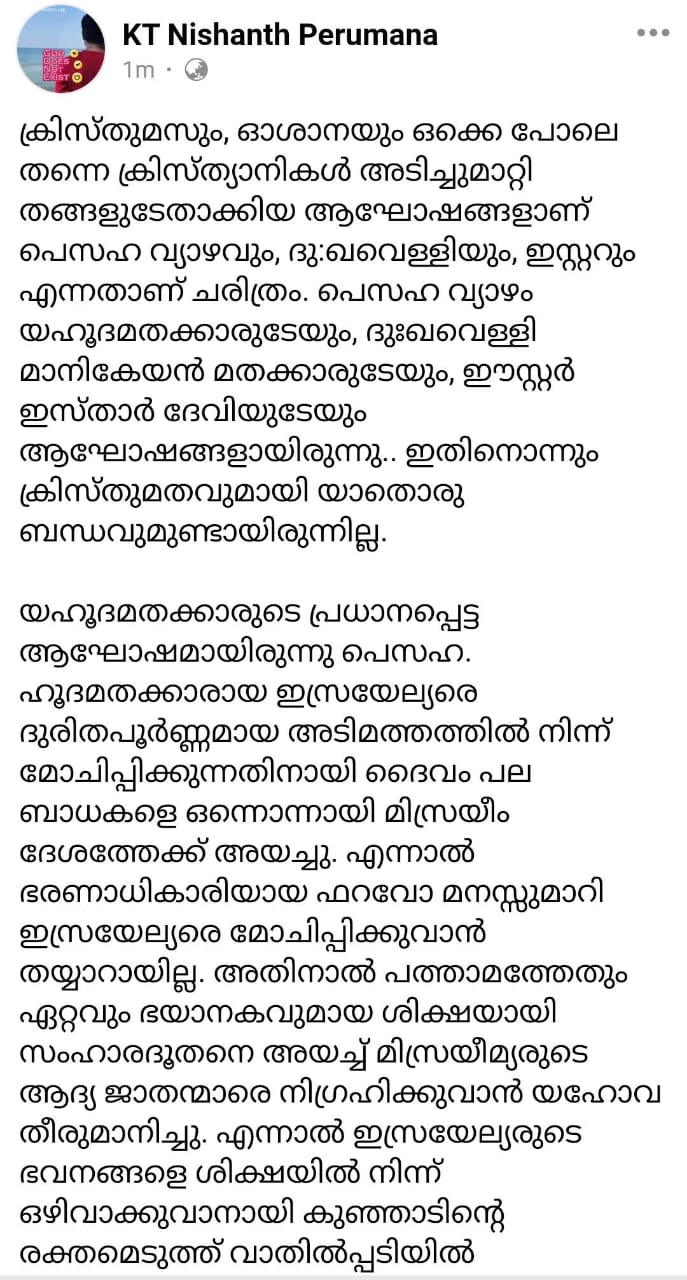 KT Nishanth Perumana
1m ·
GOD
DOES
NOT
EXIST
ക്രിസ്തുമസും, ഓശാനയും ഒക്കെ പോലെ
തന്നെ ക്രിസ്ത്യാനികൾ അടിച്ചുമാറ്റി
തങ്ങളുടേതാക്കിയ ആഘോഷങ്ങളാണ്
പെസഹ വ്യാഴവും, ദു:ഖവെള്ളിയും, ഇസ്റ്ററും
എന്നതാണ് ചരിത്രം. പെസഹ വ്യാഴം
യഹൂദമതക്കാരുടേയും, ദുഃഖവെള്ളി
മാനികേയൻ മതക്കാരുടേയും, ഈസ്റ്റർ
ഇസ്താർ ദേവിയുടേയും
ആഘോഷങ്ങളായിരുന്നു.. ഇതിനൊന്നും
ക്രിസ്തുമതവുമായി യാതൊരു
ബന്ധവുമുണ്ടായിരുന്നില്ല.
യഹൂദമതക്കാരുടെ പ്രധാനപ്പെട്ട
ആഘോഷമായിരുന്നു പെസഹ.
ഹൂദമതക്കാരായ ഇസ്രയേല്യരെ
ദുരിതപൂർണ്ണമായ അടിമത്തത്തിൽ നിന്ന്
മോചിപ്പിക്കുന്നതിനായി ദൈവം പല
ബാധകളെ ഒന്നൊന്നായി മിസ്രയീം
ദേശത്തേക്ക് അയച്ചു. എന്നാൽ
ഭരണാധികാരിയായ ഫറവോ മനസ്സുമാറി
ഇസ്രയേല്യരെ മോചിപ്പിക്കുവാൻ
തയ്യാറായില്ല. അതിനാൽ പത്താമത്തേതും
ഏറ്റവും ഭയാനകവുമായ ശിക്ഷയായി
സംഹാരദൂതനെ അയച്ച് മിസ്രയീമ്യരുടെ
ആദ്യ ജാതന്മാരെ നിഗ്രഹിക്കുവാൻ യഹോവ
തീരുമാനിച്ചു. എന്നാൽ ഇസ്രയേല്യരുടെ
ഭവനങ്ങളെ ശിക്ഷയിൽ നിന്ന്
ഒഴിവാക്കുവാനായി കുഞ്ഞാടിന്റെ
രക്തമെടുത്ത് വാതിൽപ്പടിയിൽ